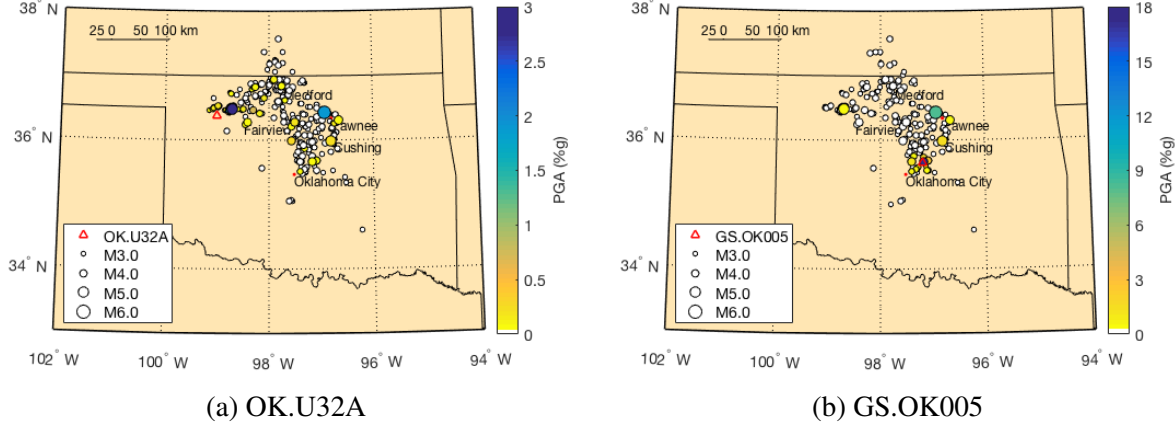 38° N
36° N
34° N
102° W
100° W
98° W
96° W
94° W
25 0 50 100 km
Medford
Fairview
Pawnee
Cushing
Oklahoma City
OK.U32A
M3.0
M4.0
M5.0
M6.0
3
2.5
2
1.5
1
0.5
0
PGA (%g)
(a) OK.U32A
38° N
36° N
34° N
102° W
100° W
98° W
96° W
94° W
25 0 50 100 km
Medford
Fairview
Pawnee
Cushing
Oklahoma City
GS.OK005
M3.0
M4.0
M5.0
M6.0
18
15
12
9
6
3
0
PGA (%g)
(b) GS.OK005